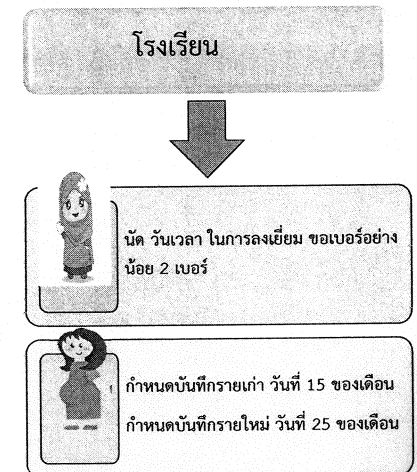 โรงเรียน
นัด วันเวลา ในการลงเยี่ยม ขอเบอร์อย่าง
น้อย 2 เบอร์
กำหนดบันทึกรายเก่า วันที่ 15 ของเดือน
กำหนดบันทึกรายใหม่ วันที่ 25 ของเดือน